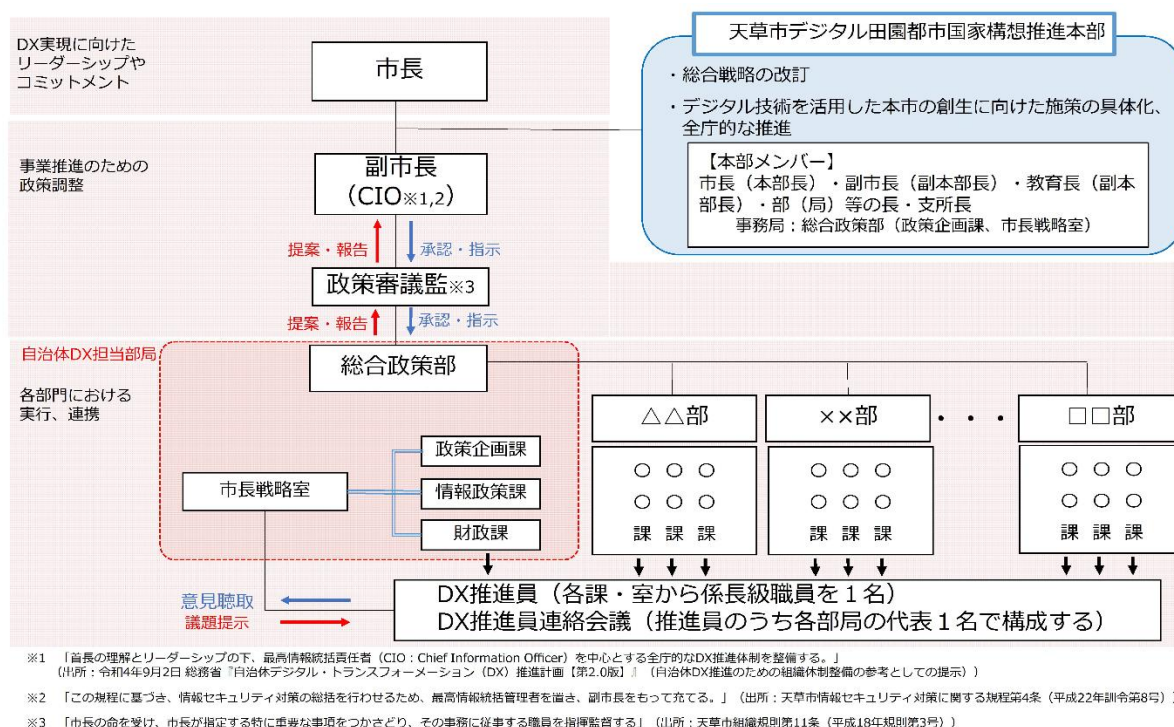 DX実現に向けた
リーダーシップや
コミットメント
市長
天草市デジタル田園都市国家構想推進本部
・総合戦略の改訂
・デジタル技術を活用した本市の創生に向けた施策の具体化、
全庁的な推進
【本部メンバー】
市長（本部長）・副市長（副本部長）・教育長（副本
部長）・部（局）等の長・支所長
事務局：総合政策部（政策企画課、市長戦略室）
事業推進のための
政策調整
副市長
（CIO※1,2）
提案・報告
承認・指示
政策審議監※3
提案・報告
承認・指示
自治体DX担当部局
総合政策部
各部門における
実行、連携
△△部
××部
・・・
□□部
政策企画課
市長戦略室
情報政策課
財政課
○ ○ ○
○ ○ ○
課 課 課
○ ○ ○
○ ○ ○
課 課 課
○ ○ ○
○ ○ ○
課 課 課
意見聴取
議題提示
DX推進員（各課・室から係長級職員を１名）
DX推進員連絡会議（推進員のうち各部局の代表１名で構成する）
※1 「首長の理解とリーダーシップの下、最高情報統括責任者（CIO：Chief Information Officer）を中心とする全庁的なDX推進体制を整備する。」
（出所：令和4年9月2日 総務省『自治体デジタル・トランスフォーメーション（DX）推進計画【第2.0版】』（自治体DX推進のための組織体制整備の参考としての提示））
※2 「この規程に基づき、情報セキュリティ対策の総括を行わせるため、最高情報統括管理者を置き、副市長をもって充てる。」（出所：天草市情報セキュリティ対策に関する規程第4条（平成22年訓令第8号））
※3 「市長の命を受け、市長が指定する特に重要な事項をつかさどり、その事務に従事する職員を指揮監督する」（出所：天草市組織規則第11条（平成18年規則第3号））